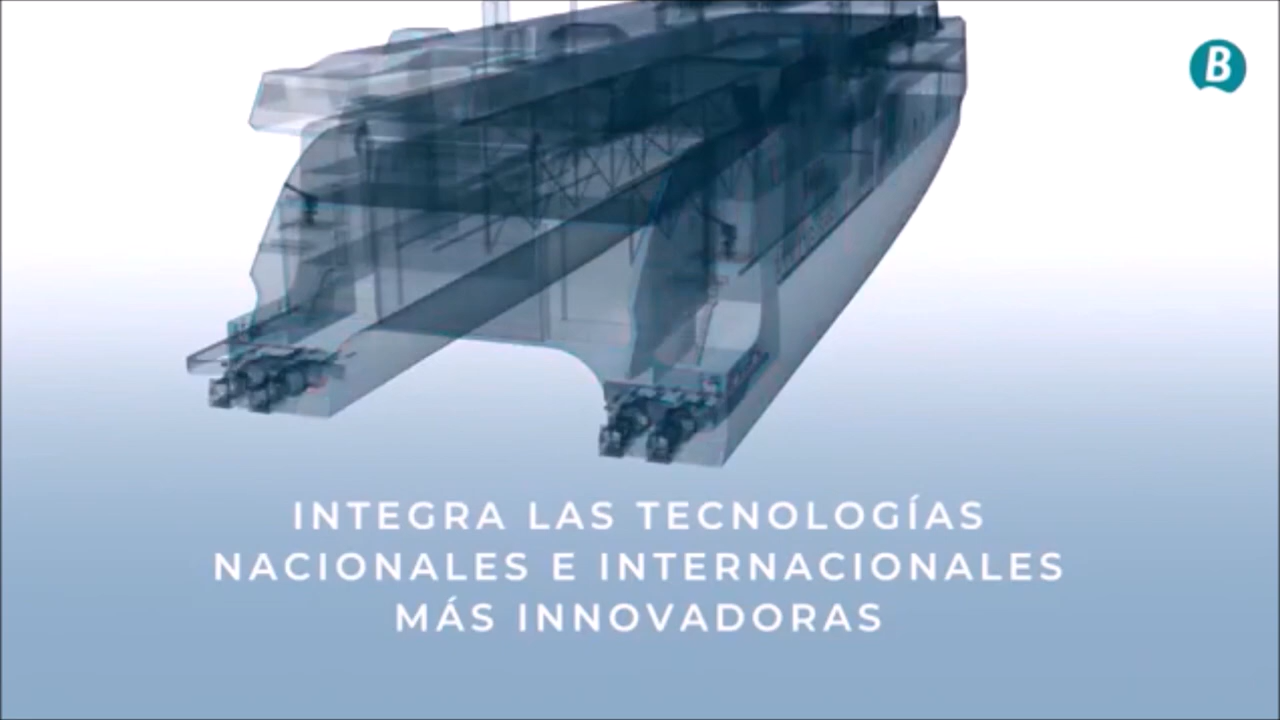 B
INTEGRA LAS TECNOLOGÍAS
NACIONALES E INTERNACIONALES
MÁS INNOVADORAS